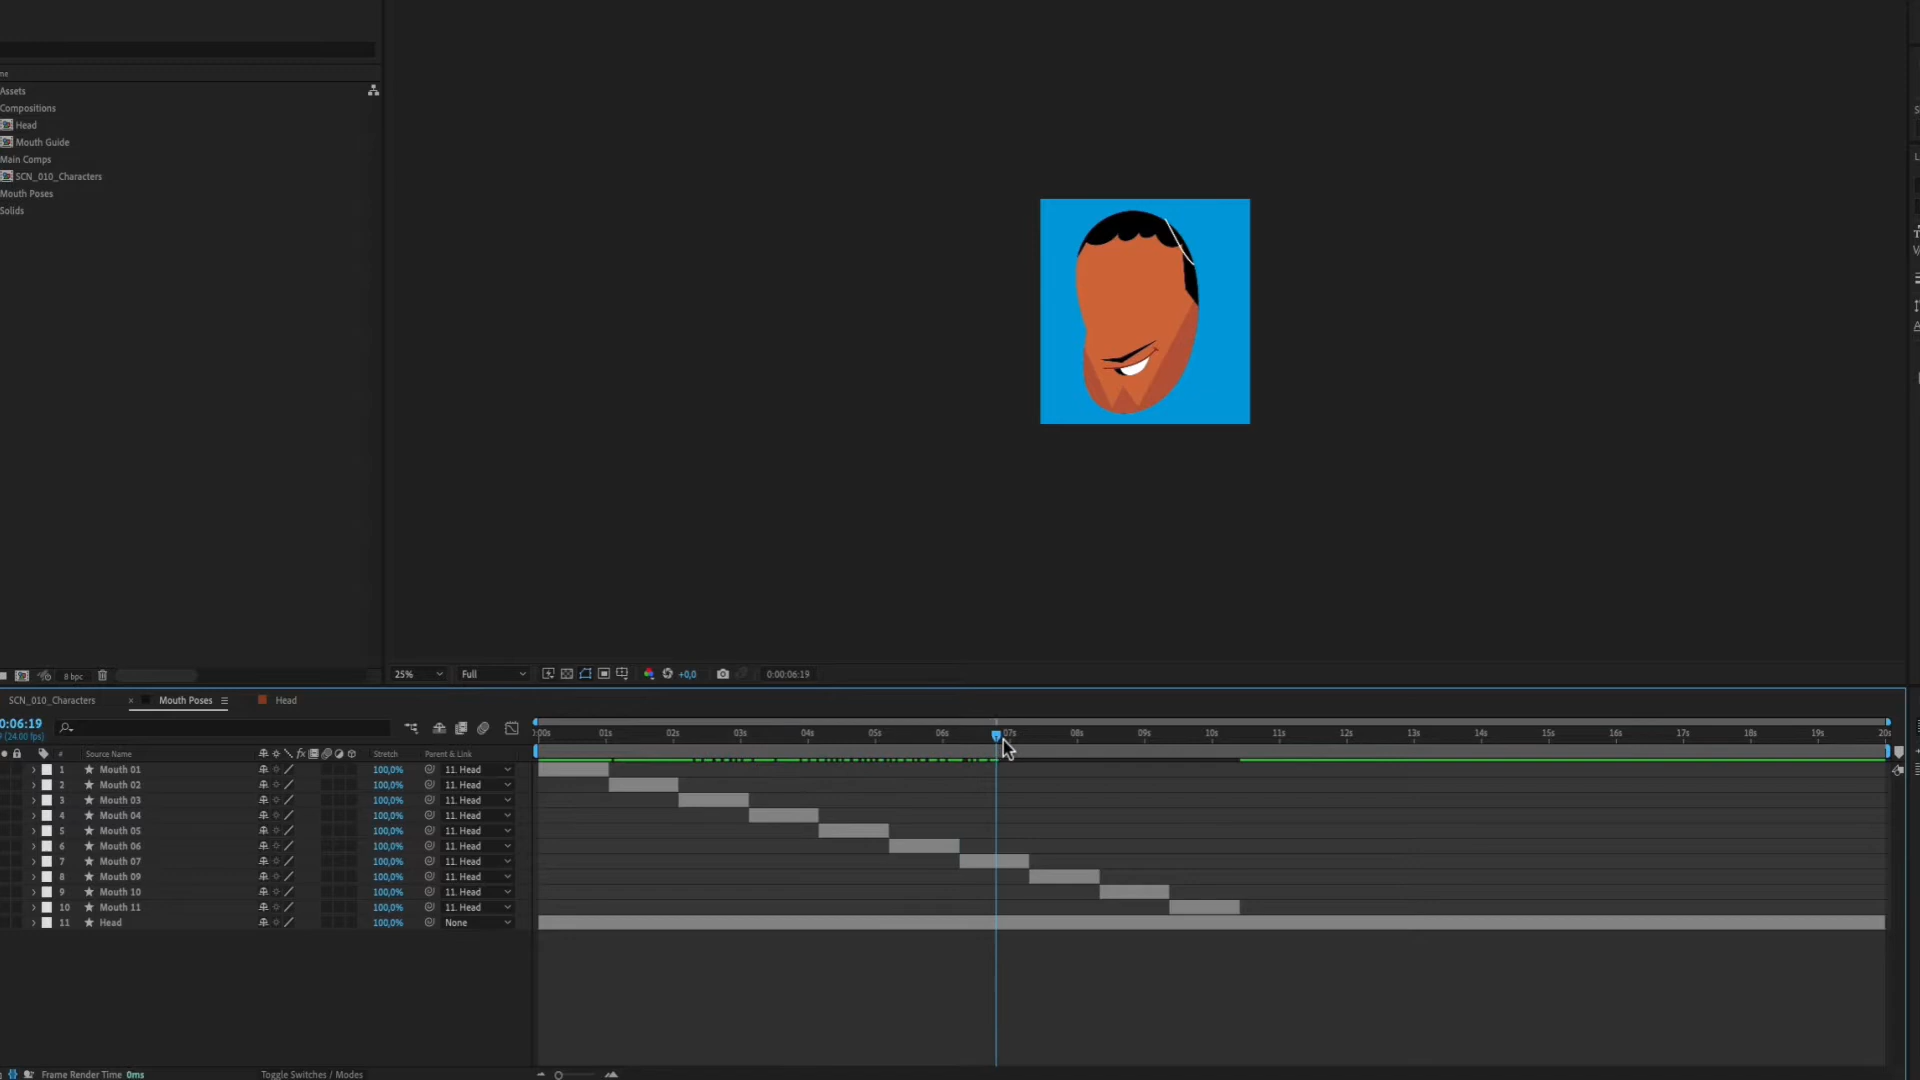 me
Assets
Compositions
Head
Mouth Guide
Main Comps
SCN_010_Characters
Mouth Poses
Solids
8 bpc
25% Full +0,0 0:00:06:19
SCN_010_Characters × Mouth Poses Head
0:06:19
9 (24.00 fps)
:00s 01s 02s 03s 04s 05s 06s 07s 08s 09s 10s 11s 12s 13s 14s 15s 16s 17s 18s 19s 20s
# Source Name fx Stretch Parent & Link
1 Mouth 01 100,0% 11. Head
2 Mouth 02 100,0% 11. Head
3 Mouth 03 100,0% 11. Head
4 Mouth 04 100,0% 11. Head
5 Mouth 05 100,0% 11. Head
6 Mouth 06 100,0% 11. Head
7 Mouth 07 100,0% 11. Head
8 Mouth 09 100,0% 11. Head
9 Mouth 10 100,0% 11. Head
10 Mouth 11 100,0% 11. Head
11 Head 100,0% None
Frame Render Time 0ms Toggle Switches / Modes